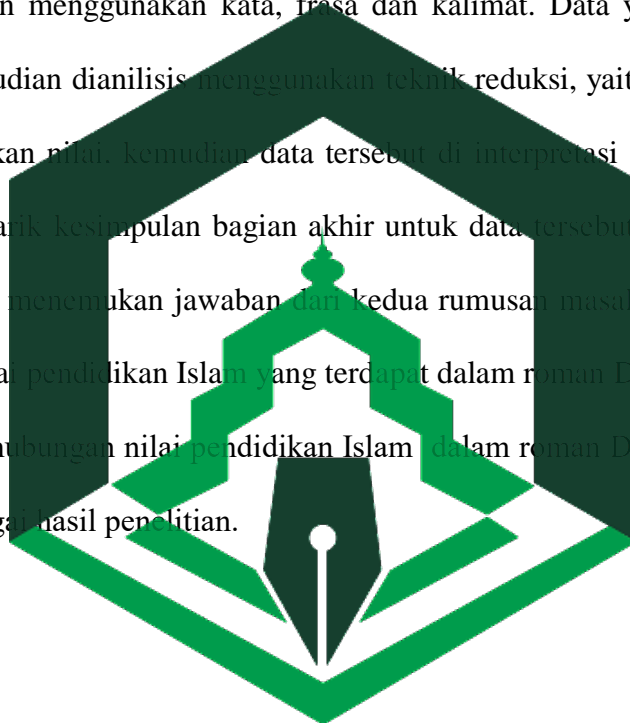 n menggunakan kata, frasa dan kalimat. Data y
udian dianilisis menggunakan teknik reduksi, yait
kan nilai. kemudian data tersebut di interpretasi
arik kesimpulan bagian akhir untuk data tersebut
menemukan jawaban dari kedua rumusan masal
ai pendidikan Islam yang terdapat dalam roman D
hubungan nilai pendidikan Islam dalam roman D
gai hasil penelitian.